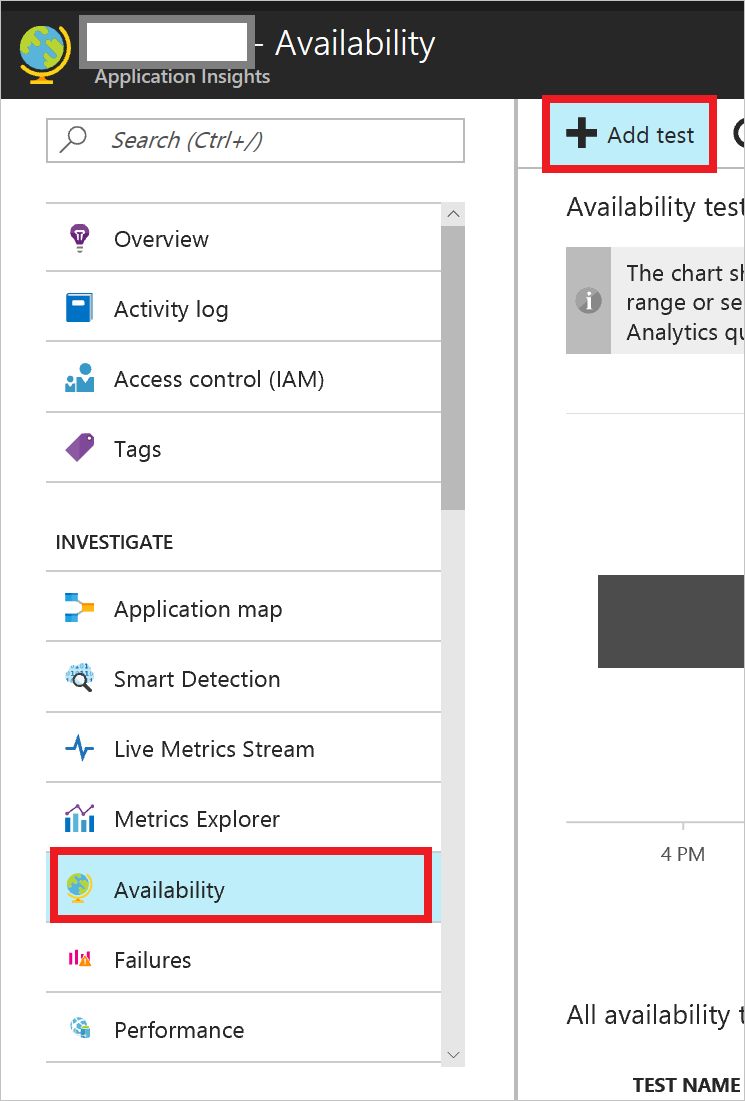 - Availability
Application Insights
Search (Ctrl+/)
Add test
Overview
Activity log
Access control (IAM)
Tags
INVESTIGATE
Application map
Smart Detection
Live Metrics Stream
Metrics Explorer
Availability
Failures
Performance
Availability test
The chart sh
range or se
Analytics qu
4 PM
All availability t
TEST NAME